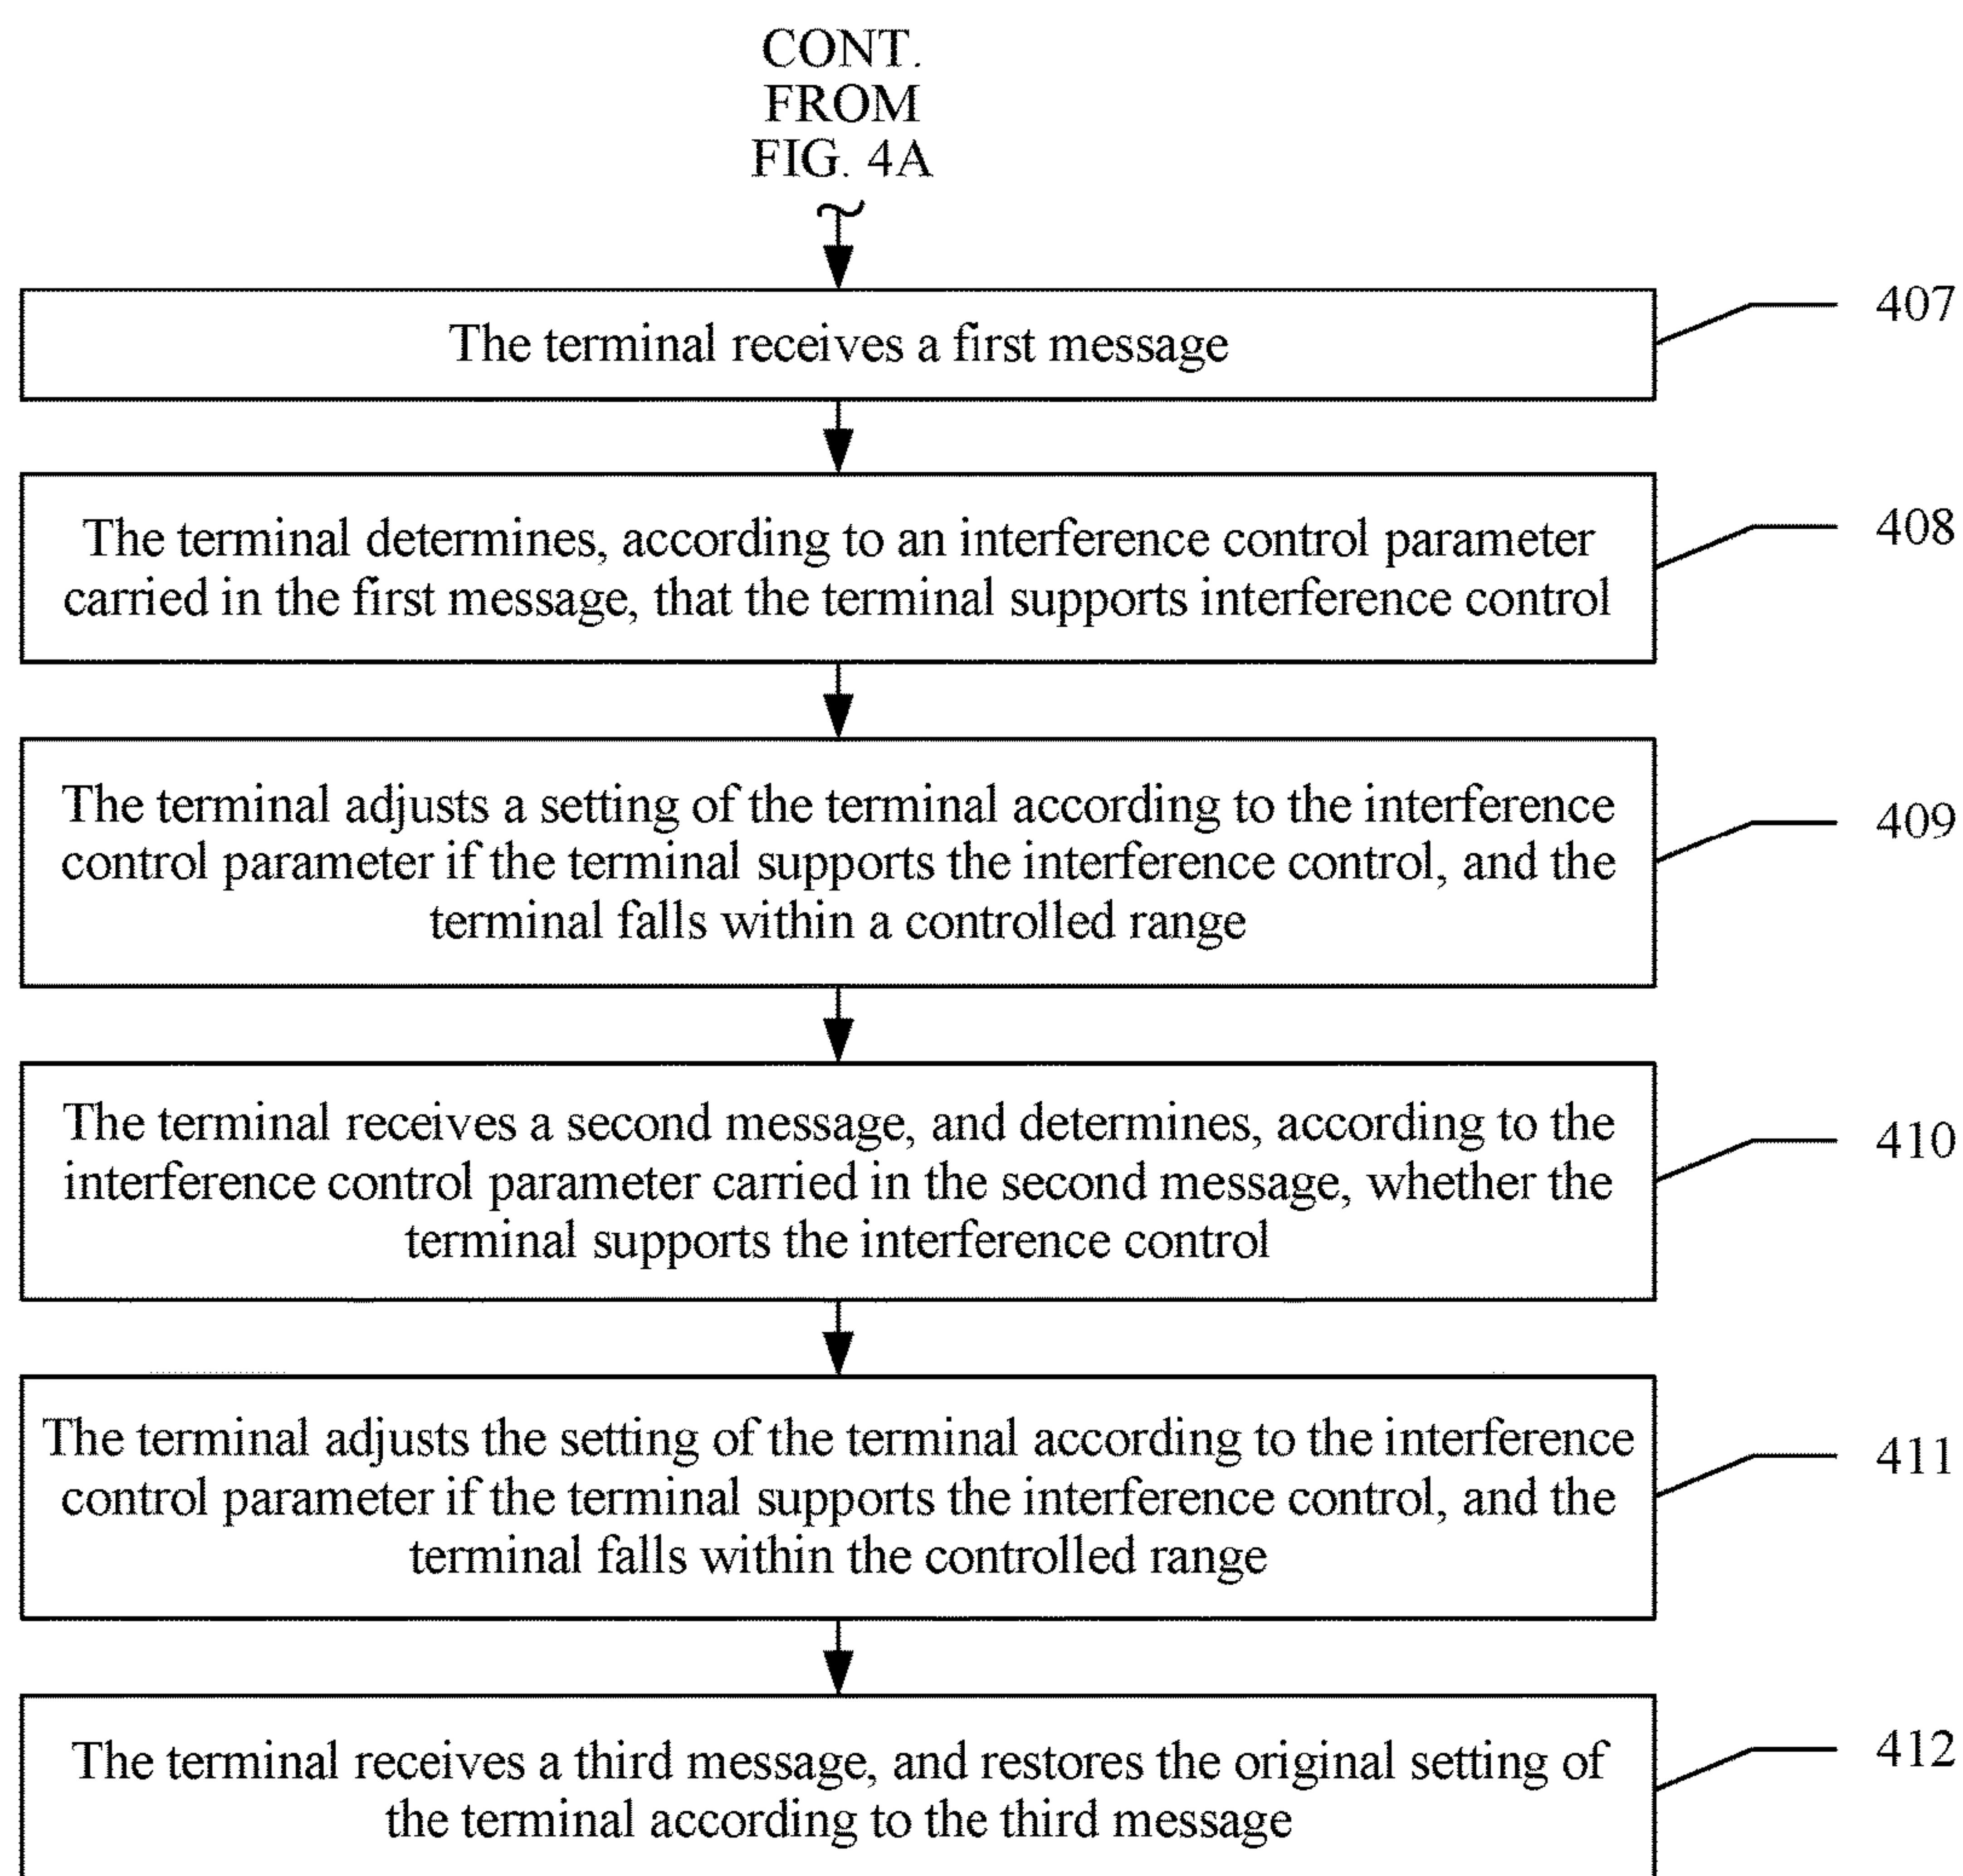 CONT.
FROM
FIG. 4A
The terminal receives a first message
407
The terminal determines, according to an interference control parameter
carried in the first message, that the terminal supports interference control
408
The terminal adjusts a setting of the terminal according to the interference
control parameter if the terminal supports the interference control, and the
terminal falls within a controlled range
409
The terminal receives a second message, and determines, according to the
interference control parameter carried in the second message, whether the
terminal supports the interference control
410
The terminal adjusts the setting of the terminal according to the interference
control parameter if the terminal supports the interference control, and the
terminal falls within the controlled range
411
The terminal receives a third message, and restores the original setting of
the terminal according to the third message
412